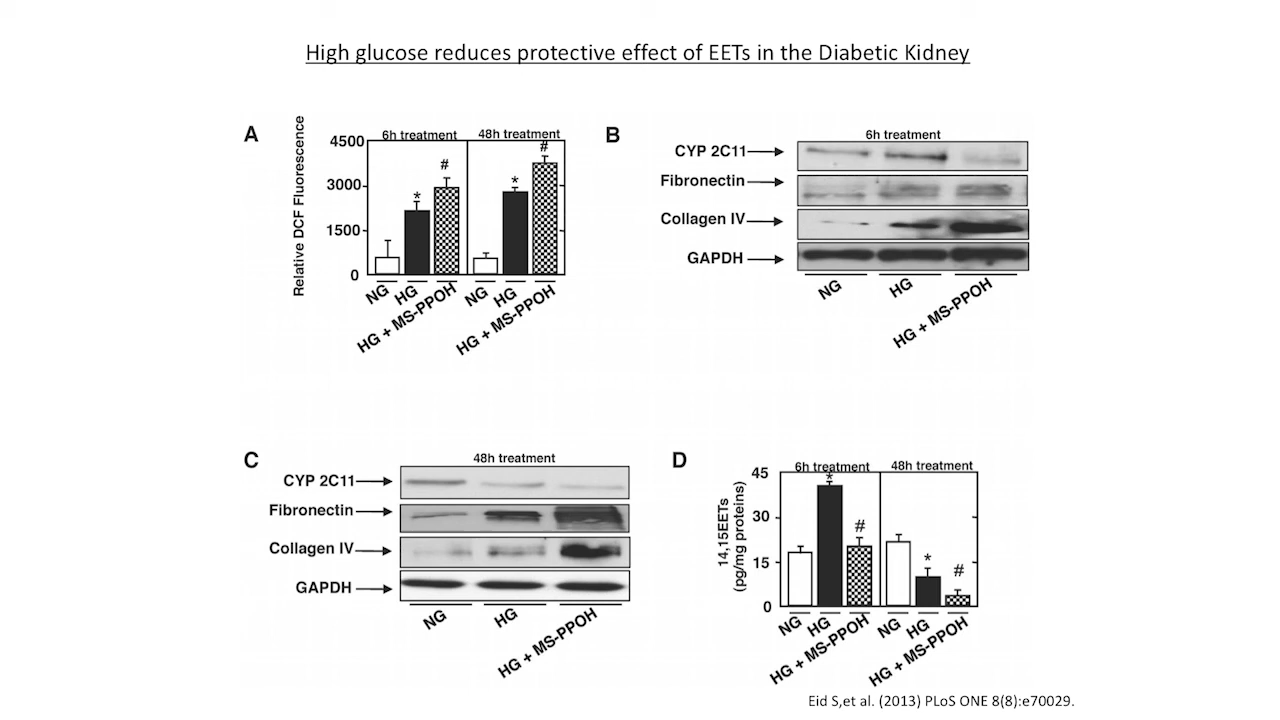 High glucose reduces protective effect of EETs in the Diabetic Kidney
A
Relative DCF Fluorescence
6h treatment
48h treatment
4500
3000
1500
0
*
#
*
#
NG
HG
HG + MS-PPOH
NG
HG
HG + MS-PPOH
B
6h treatment
CYP 2C11
Fibronectin
Collagen IV
GAPDH
NG
HG
HG + MS-PPOH
C
48h treatment
CYP 2C11
Fibronectin
Collagen IV
GAPDH
NG
HG
HG + MS-PPOH
D
14,15EETs
(pg/mg proteins)
6h treatment
48h treatment
45
30
15
0
*
#
*
#
NG
HG
HG + MS-PPOH
NG
HG
HG + MS-PPOH
Eid S,et al. (2013) PLoS ONE 8(8):e70029.